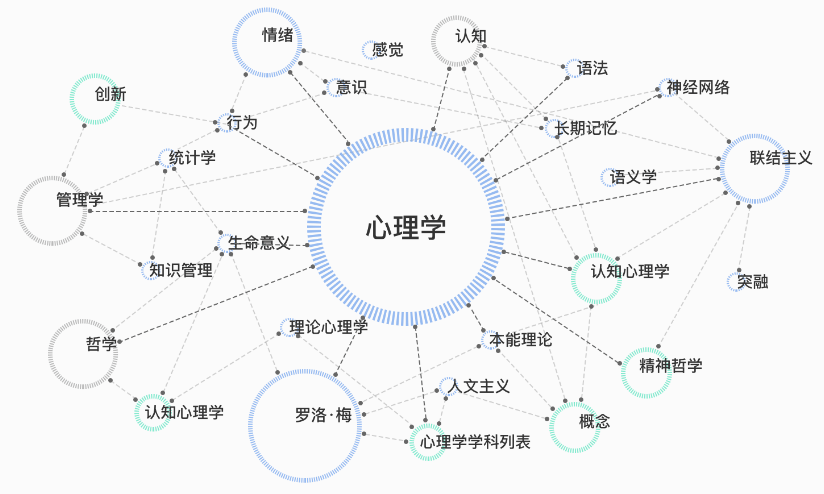 情绪
认知
感觉
语法
意识
神经网络
创新
行为
长期记忆
统计学
联结主义
语义学
管理学
心理学
生命意义
知识管理
认知心理学
突融
理论心理学
本能理论
哲学
精神哲学
人文主义
认知心理学
罗洛·梅
概念
心理学学科列表